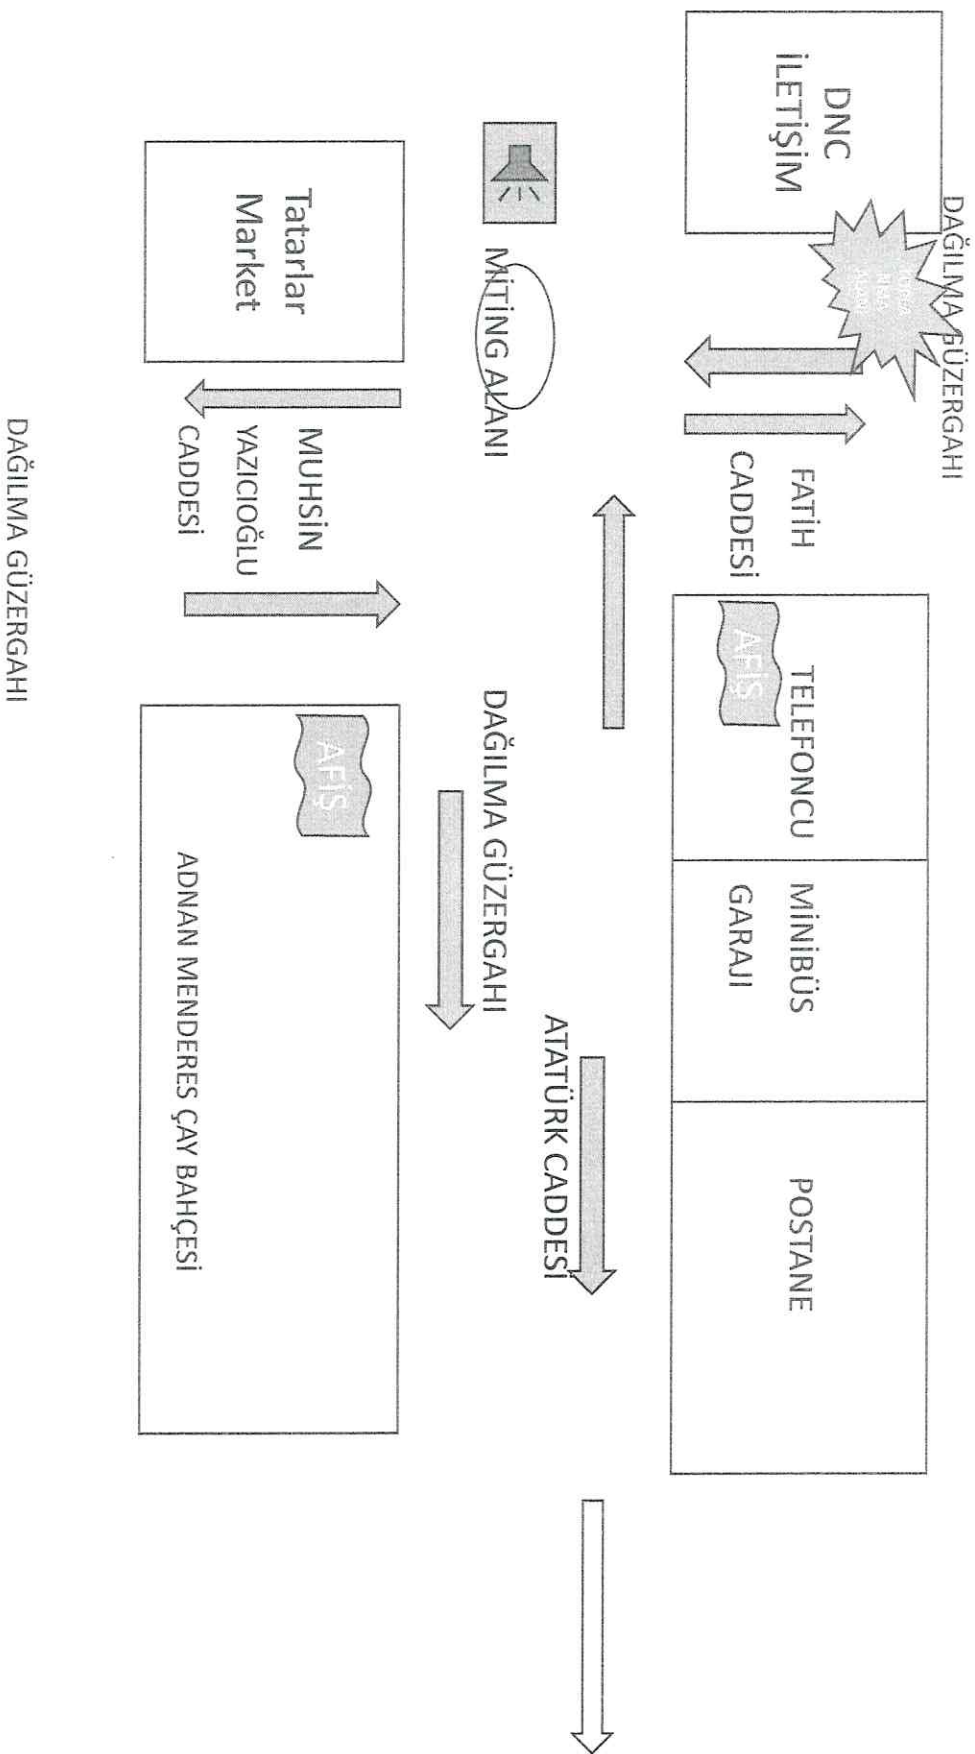 DAĞILMA GÜZERGAHI
DNC
İLETİŞİM
FATİH
CADDESİ
AFİŞ
TELEFONCU
MİNİBÜS
GARAJI
POSTANE
MİTİNG ALANI
DAĞILMA GÜZERGAHI
ATATÜRK CADDESİ
Tatarlar
Market
MUHSİN
YAZICIOĞLU
CADDESİ
AFİŞ
ADNAN MENDERES ÇAY BAHÇESİ
DAĞILMA GÜZERGAHI